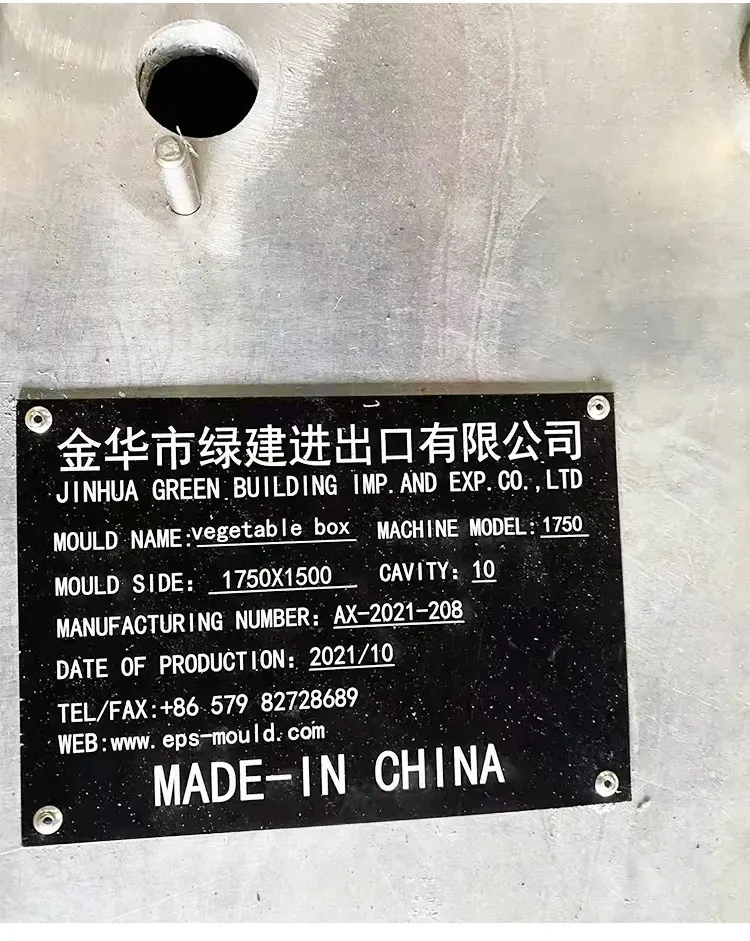 金华市绿建进出口有限公司
JINHUA GREEN BUILDING IMP.AND EXP.CO.,LTD
MOULD NAME:vegetable box MACHINE MODEL:1750
MOULD SIDE: 1750X1500 CAVITY: 10
MANUFACTURING NUMBER: AX-2021-208
DATE OF PRODUCTION: 2021/10
TEL/FAX:+86 579 82728689
WEB:www.eps-mould.com
MADE-IN CHINA